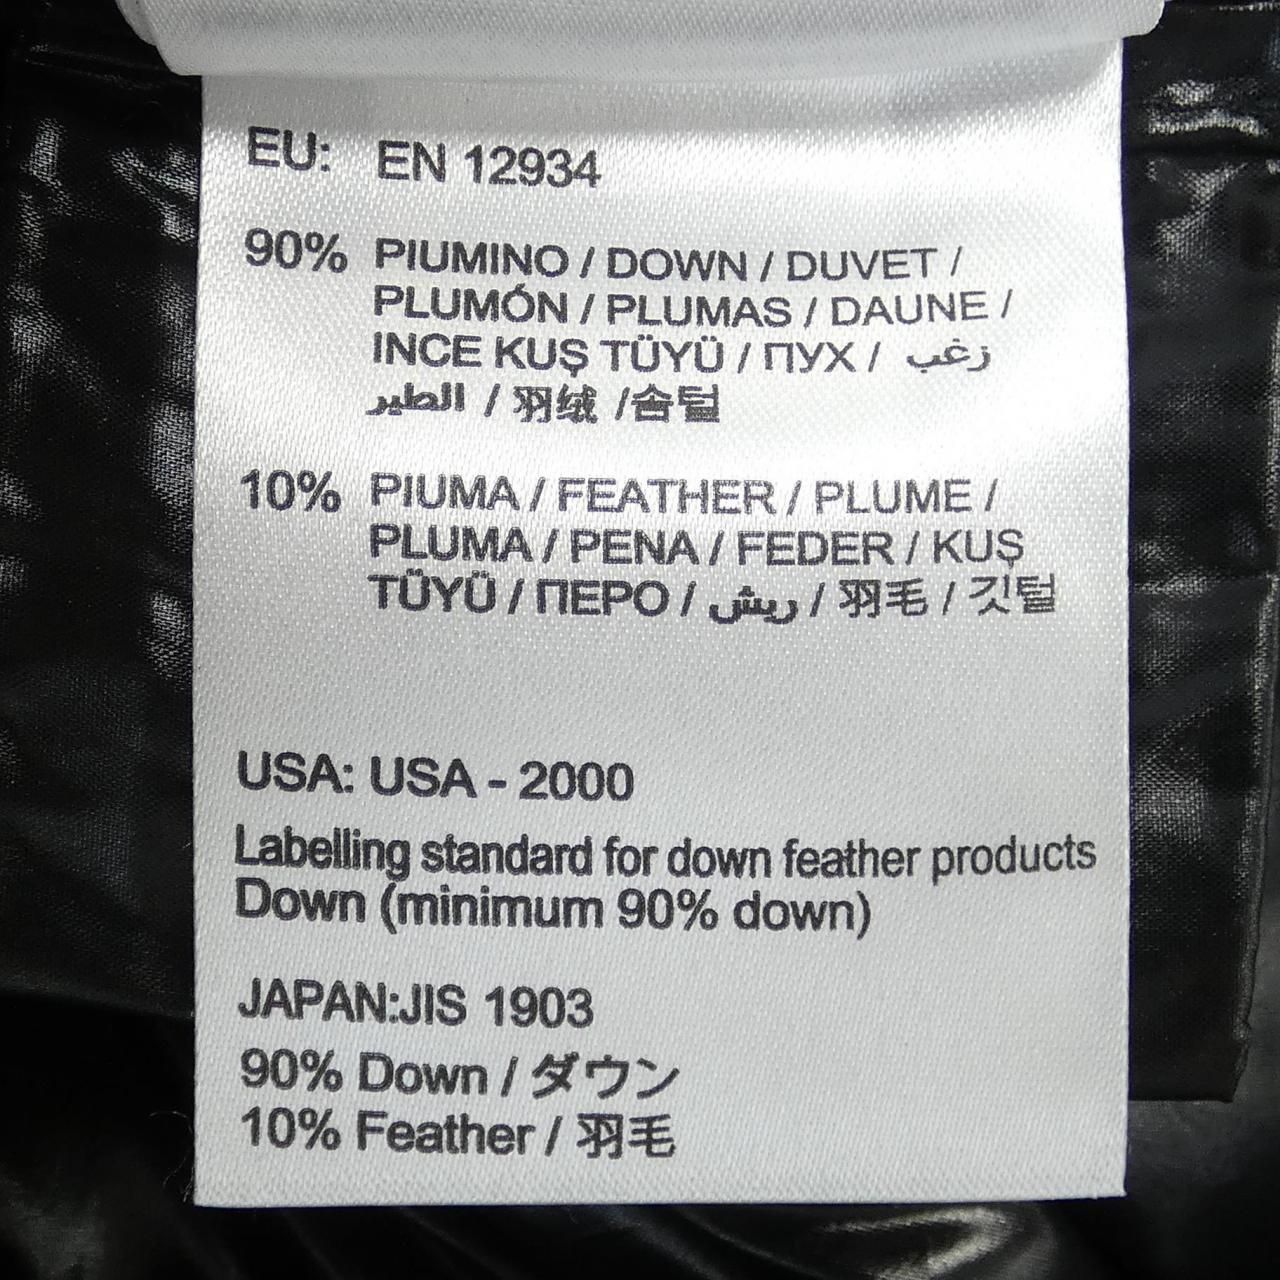 EU: EN 12934
90% PIUMINO / DOWN / DUVET /
PLUMÓN / PLUMAS / DAUNE /
INCE KUŞ TÜYÜ / ПУХ / زغب
الطير / 羽绒 /솜털
10% PIUMA / FEATHER / PLUME /
PLUMA / PENA / FEDER / KUŞ
TÜYÜ / ПЕРО / ريش / 羽毛 / 깃털
USA: USA - 2000
Labelling standard for down feather products
Down (minimum 90% down)
JAPAN:JIS 1903
90% Down / ダウン
10% Feather / 羽毛